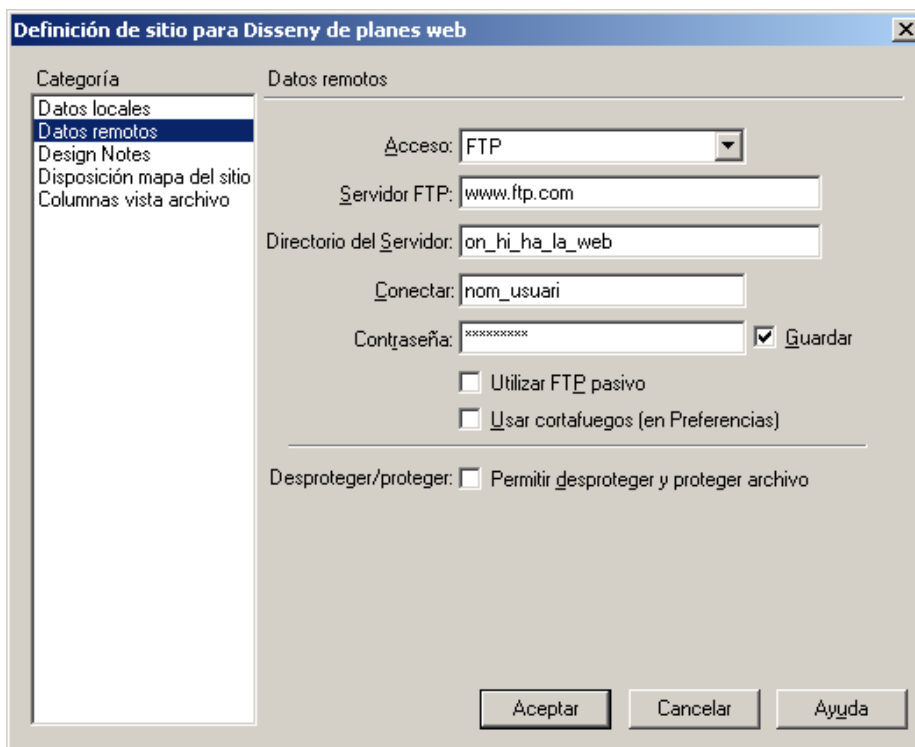 Definición de sitio para Disseny de planes web
Categoría
Datos locales
Datos remotos
Design Notes
Disposición mapa del sitio
Columnas vista archivo
Datos remotos
Acceso: FTP
Servidor FTP: www.ftp.com
Directorio del Servidor: on_hi_ha_la_web
Conectar: nom_usuari
Contraseña: ********* Guardar
Utilizar FTP pasivo
Usar cortafuegos (en Preferencias)
Desproteger/proteger: Permitir desproteger y proteger archivo
Aceptar Cancelar Ayuda